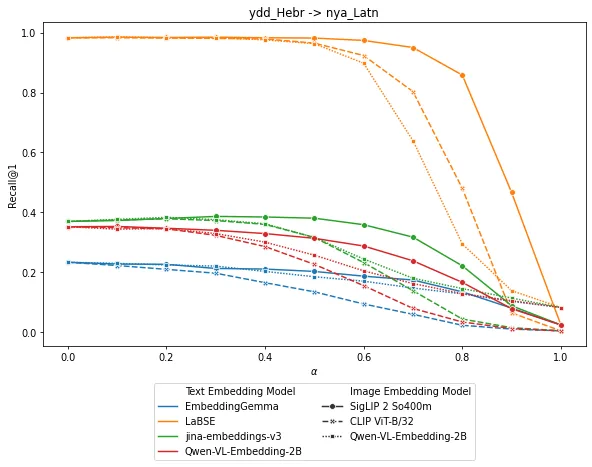 ydd_Hebr -> nya_Latn
Recall@1
1.0
0.8
0.6
0.4
0.2
0.0
0.0 0.2 0.4 0.6 0.8 1.0
α
Text Embedding Model
EmbeddingGemma
LaBSE
jina-embeddings-v3
Qwen-VL-Embedding-2B
Image Embedding Model
SigLIP 2 So400m
CLIP ViT-B/32
Qwen-VL-Embedding-2B